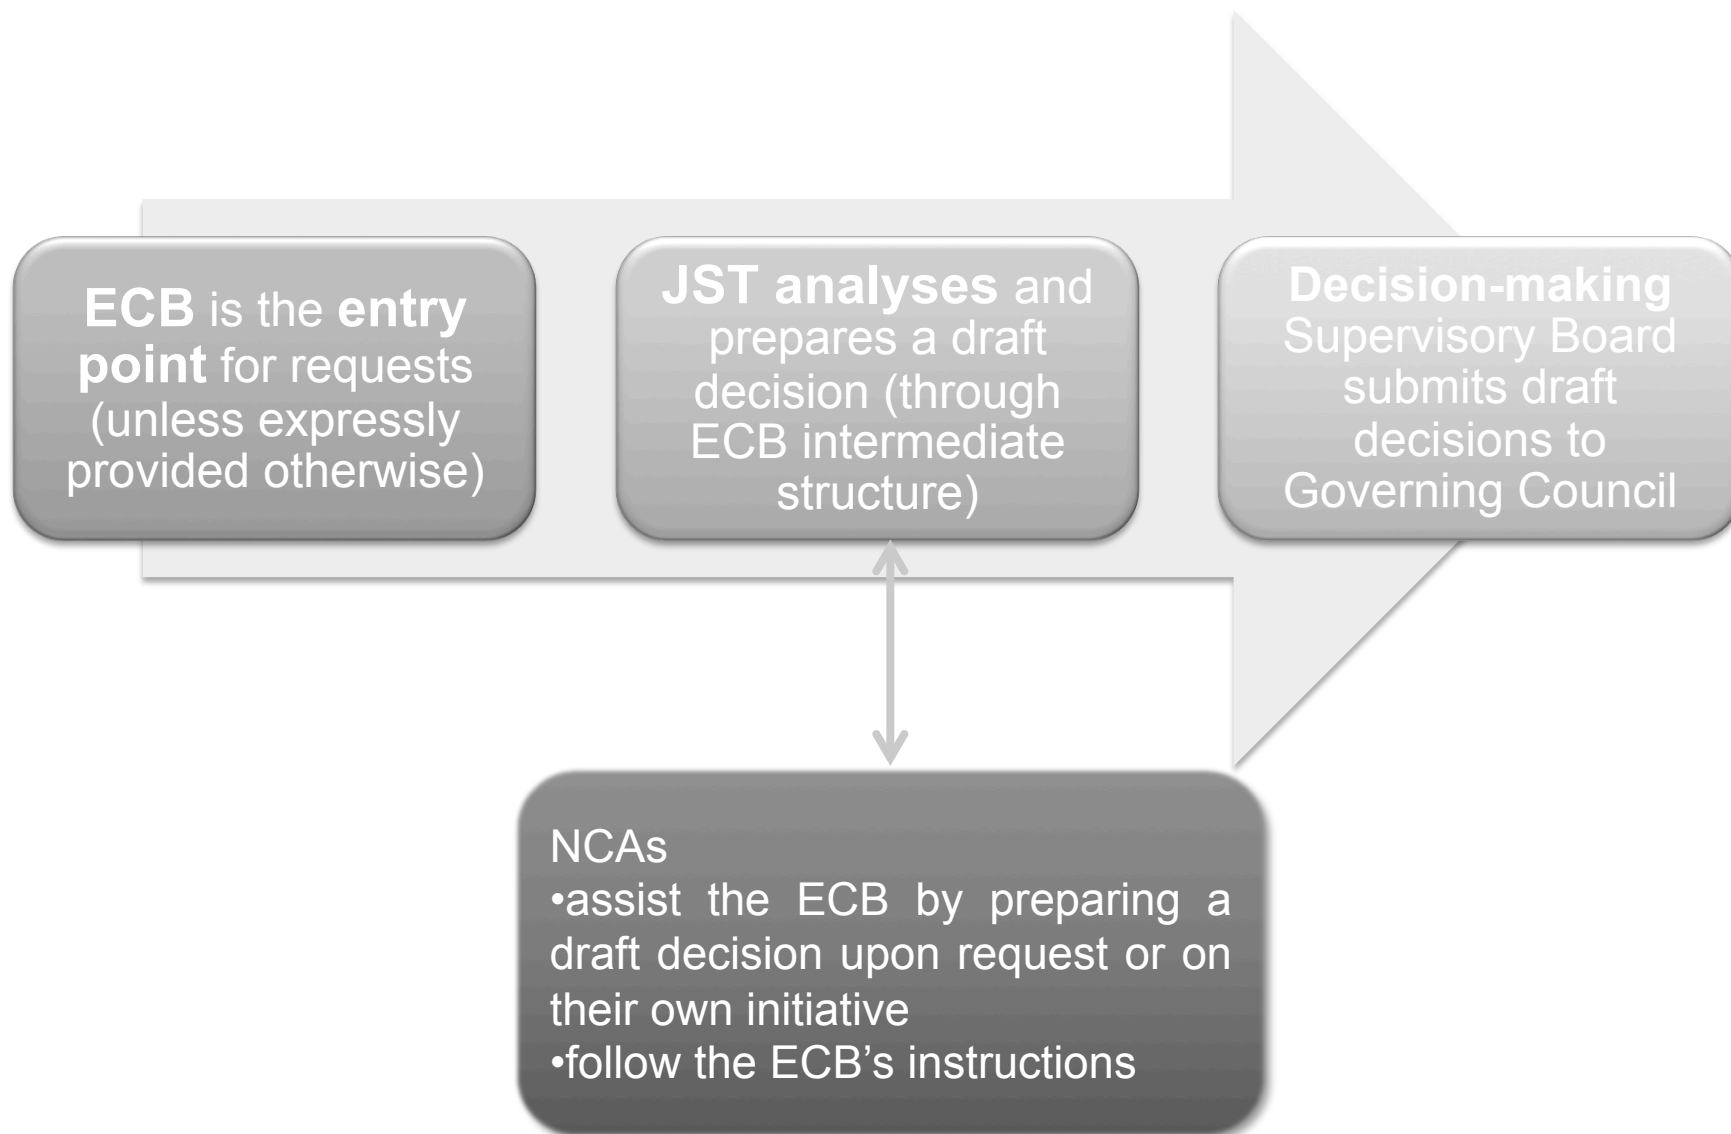 ECB is the entry
point for requests
(unless expressly
provided otherwise)
JST analyses and
prepares a draft
decision (through
ECB intermediate
structure)
Decision-making
Supervisory Board
submits draft
decisions to
Governing Council
NCAs
•assist the ECB by preparing a
draft decision upon request or on
their own initiative
•follow the ECB’s instructions